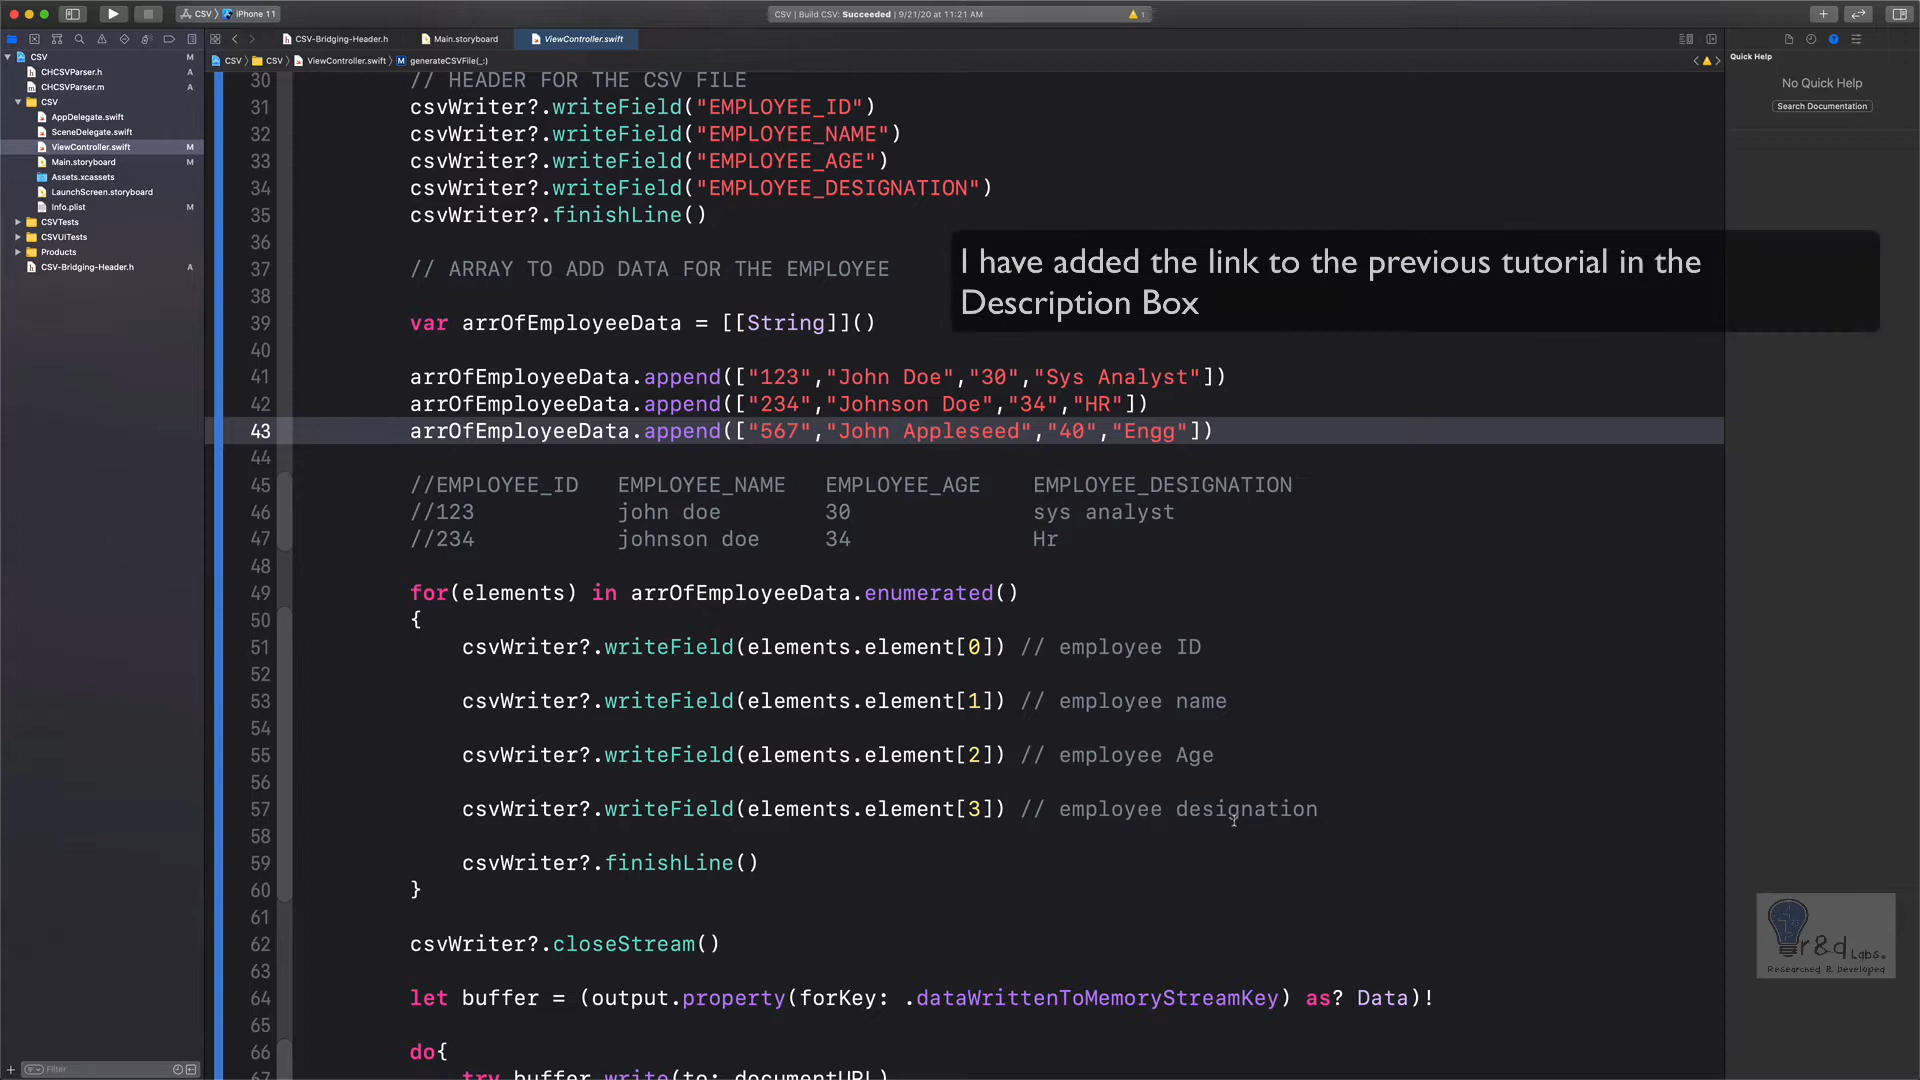 CSV
iPhone 11
CSV | Build CSV: Succeeded | 9/21/20 at 11:21 AM
1
CSV-Bridging-Header.h
Main.storyboard
ViewController.swift
CSV
CSV
ViewController.swift
M generateCSVFile(_:)
CSV M
CHCSVParser.h A
CHCSVParser.m A
CSV
AppDelegate.swift
SceneDelegate.swift
ViewController.swift M
Main.storyboard M
Assets.xcassets
LaunchScreen.storyboard
Info.plist M
CSVTests
CSVUITests
Products
CSV-Bridging-Header.h A
Filter
30 // HEADER FOR THE CSV FILE
31 csvWriter?.writeField("EMPLOYEE_ID")
32 csvWriter?.writeField("EMPLOYEE_NAME")
33 csvWriter?.writeField("EMPLOYEE_AGE")
34 csvWriter?.writeField("EMPLOYEE_DESIGNATION")
35 csvWriter?.finishLine()
36
37 // ARRAY TO ADD DATA FOR THE EMPLOYEE
38
39 var arrOfEmployeeData = [[String]]()
40
41 arrOfEmployeeData.append(["123","John Doe","30","Sys Analyst"])
42 arrOfEmployeeData.append(["234","Johnson Doe","34","HR"])
43 arrOfEmployeeData.append(["567","John Appleseed","40","Engg"])
44
45 //EMPLOYEE_ID EMPLOYEE_NAME EMPLOYEE_AGE EMPLOYEE_DESIGNATION
46 //123 john doe 30 sys analyst
47 //234 johnson doe 34 Hr
48
49 for(elements) in arrOfEmployeeData.enumerated()
50 {
51 csvWriter?.writeField(elements.element[0]) // employee ID
52
53 csvWriter?.writeField(elements.element[1]) // employee name
54
55 csvWriter?.writeField(elements.element[2]) // employee Age
56
57 csvWriter?.writeField(elements.element[3]) // employee designation
58
59 csvWriter?.finishLine()
60 }
61
62 csvWriter?.closeStream()
63
64 let buffer = (output.property(forKey: .dataWrittenToMemoryStreamKey) as? Data)!
65
66 do{
67 try buffer.write(to: documentURL)
I have added the link to the previous tutorial in the
Description Box
Quick Help
No Quick Help
Search Documentation
r&d Labs.
Researched & Developed